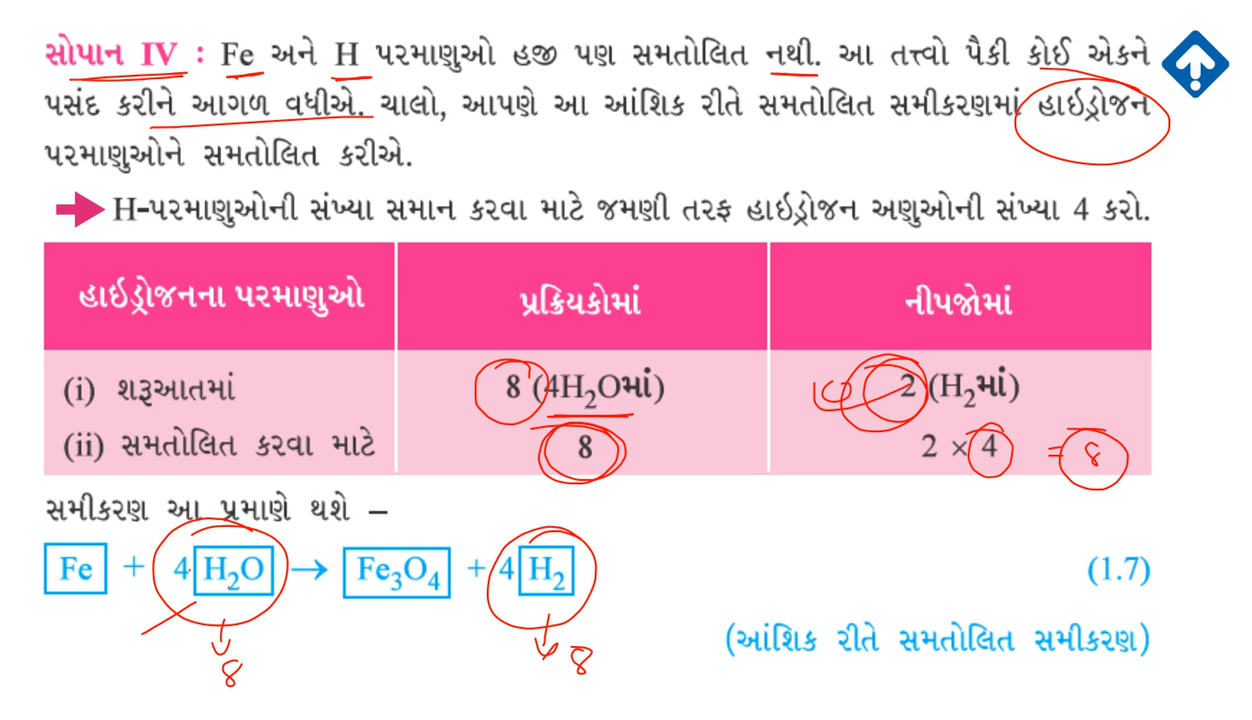 સોપાન IV : Fe અને H પરમાણુઓ હજી પણ સમતોલિત નથી. આ તત્ત્વો પૈકી કોઈ એકને
પસંદ કરીને આગળ વધીએ. ચાલો, આપણે આ આંશિક રીતે સમતોલિત સમીકરણમાં હાઇડ્રોજન
પરમાણુઓને સમતોલિત કરીએ.
H-પરમાણુઓની સંખ્યા સમાન કરવા માટે જમણી તરફ હાઇડ્રોજન અણુઓની સંખ્યા 4 કરો.
હાઇડ્રોજનના પરમાણુઓ પ્રક્રિયકોમાં નીપજોમાં
(i) શરૂઆતમાં 8 (4H₂Oમાં) 2 (H₂માં)
(ii) સમતોલિત કરવા માટે 8 2 × 4 = 8
સમીકરણ આ પ્રમાણે થશે –
Fe + 4 H₂O → Fe₃O₄ + 4 H₂ (1.7)
(આંશિક રીતે સમતોલિત સમીકરણ)
8 8